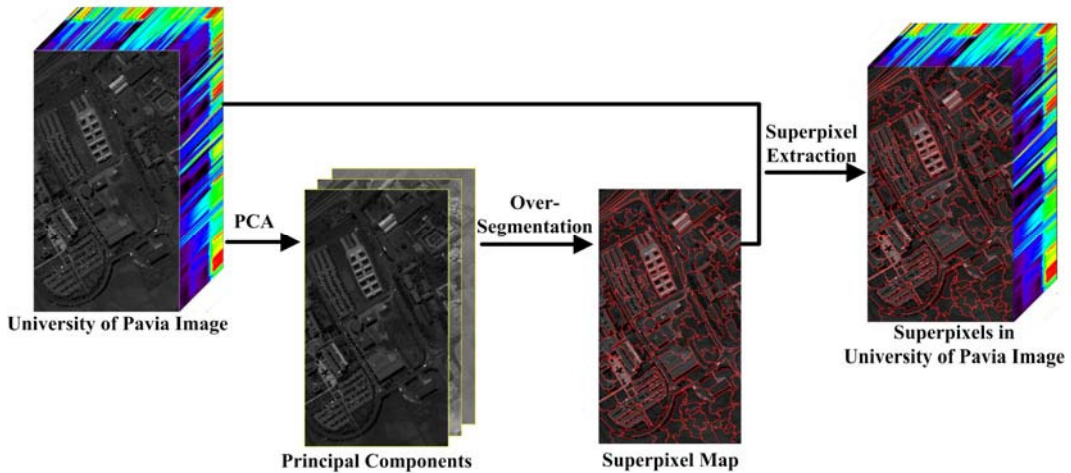 University of Pavia Image
PCA
Principal Components
Over-
Segmentation
Superpixel Map
Superpixel
Extraction
Superpixels in
University of Pavia Image